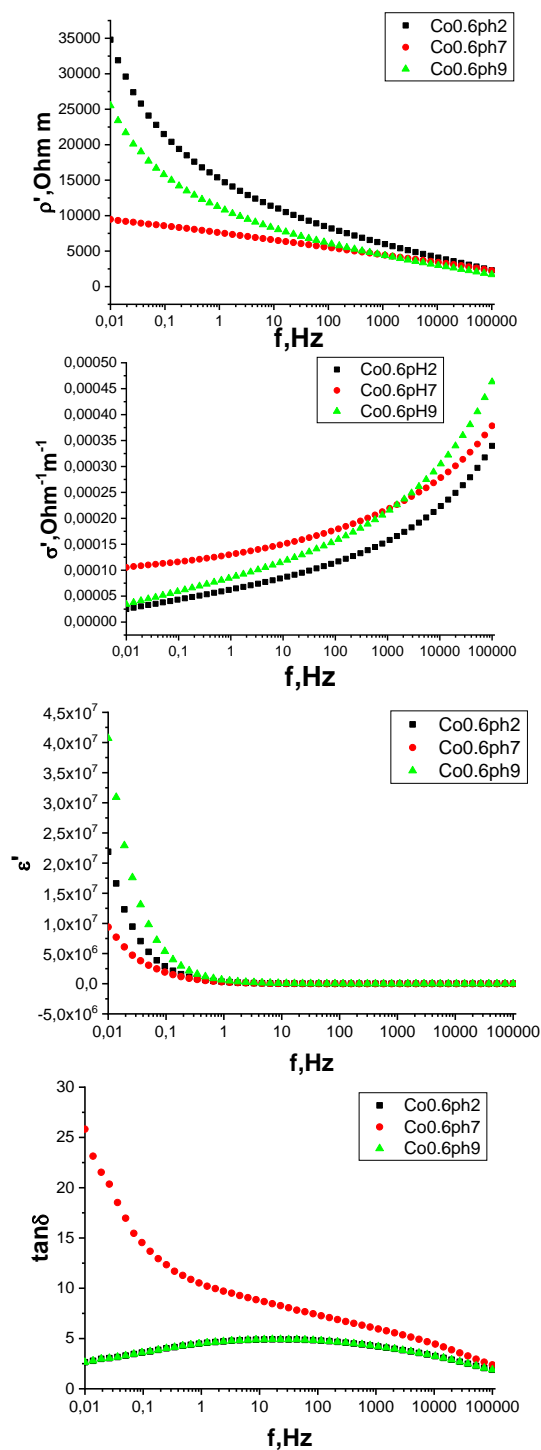 Co0.6ph2
Co0.6ph7
Co0.6ph9
35000
30000
25000
20000
15000
10000
5000
0
ρ',Ohm m
0,01 0,1 1 10 100 1000 10000 100000
f,Hz
Co0.6pH2
Co0.6pH7
Co0.6pH9
0,00050
0,00045
0,00040
0,00035
0,00030
0,00025
0,00020
0,00015
0,00010
0,00005
0,00000
σ',Ohm⁻¹m⁻¹
0,01 0,1 1 10 100 1000 10000 100000
f,Hz
Co0.6ph2
Co0.6ph7
Co0.6ph9
4,5x10⁷
4,0x10⁷
3,5x10⁷
3,0x10⁷
2,5x10⁷
2,0x10⁷
1,5x10⁷
1,0x10⁷
5,0x10⁶
0,0
-5,0x10⁶
ε'
0,01 0,1 1 10 100 1000 10000 100000
f,Hz
Co0.6ph2
Co0.6ph7
Co0.6ph9
30
25
20
15
10
5
0
tanδ
0,01 0,1 1 10 100 1000 10000 100000
f,Hz